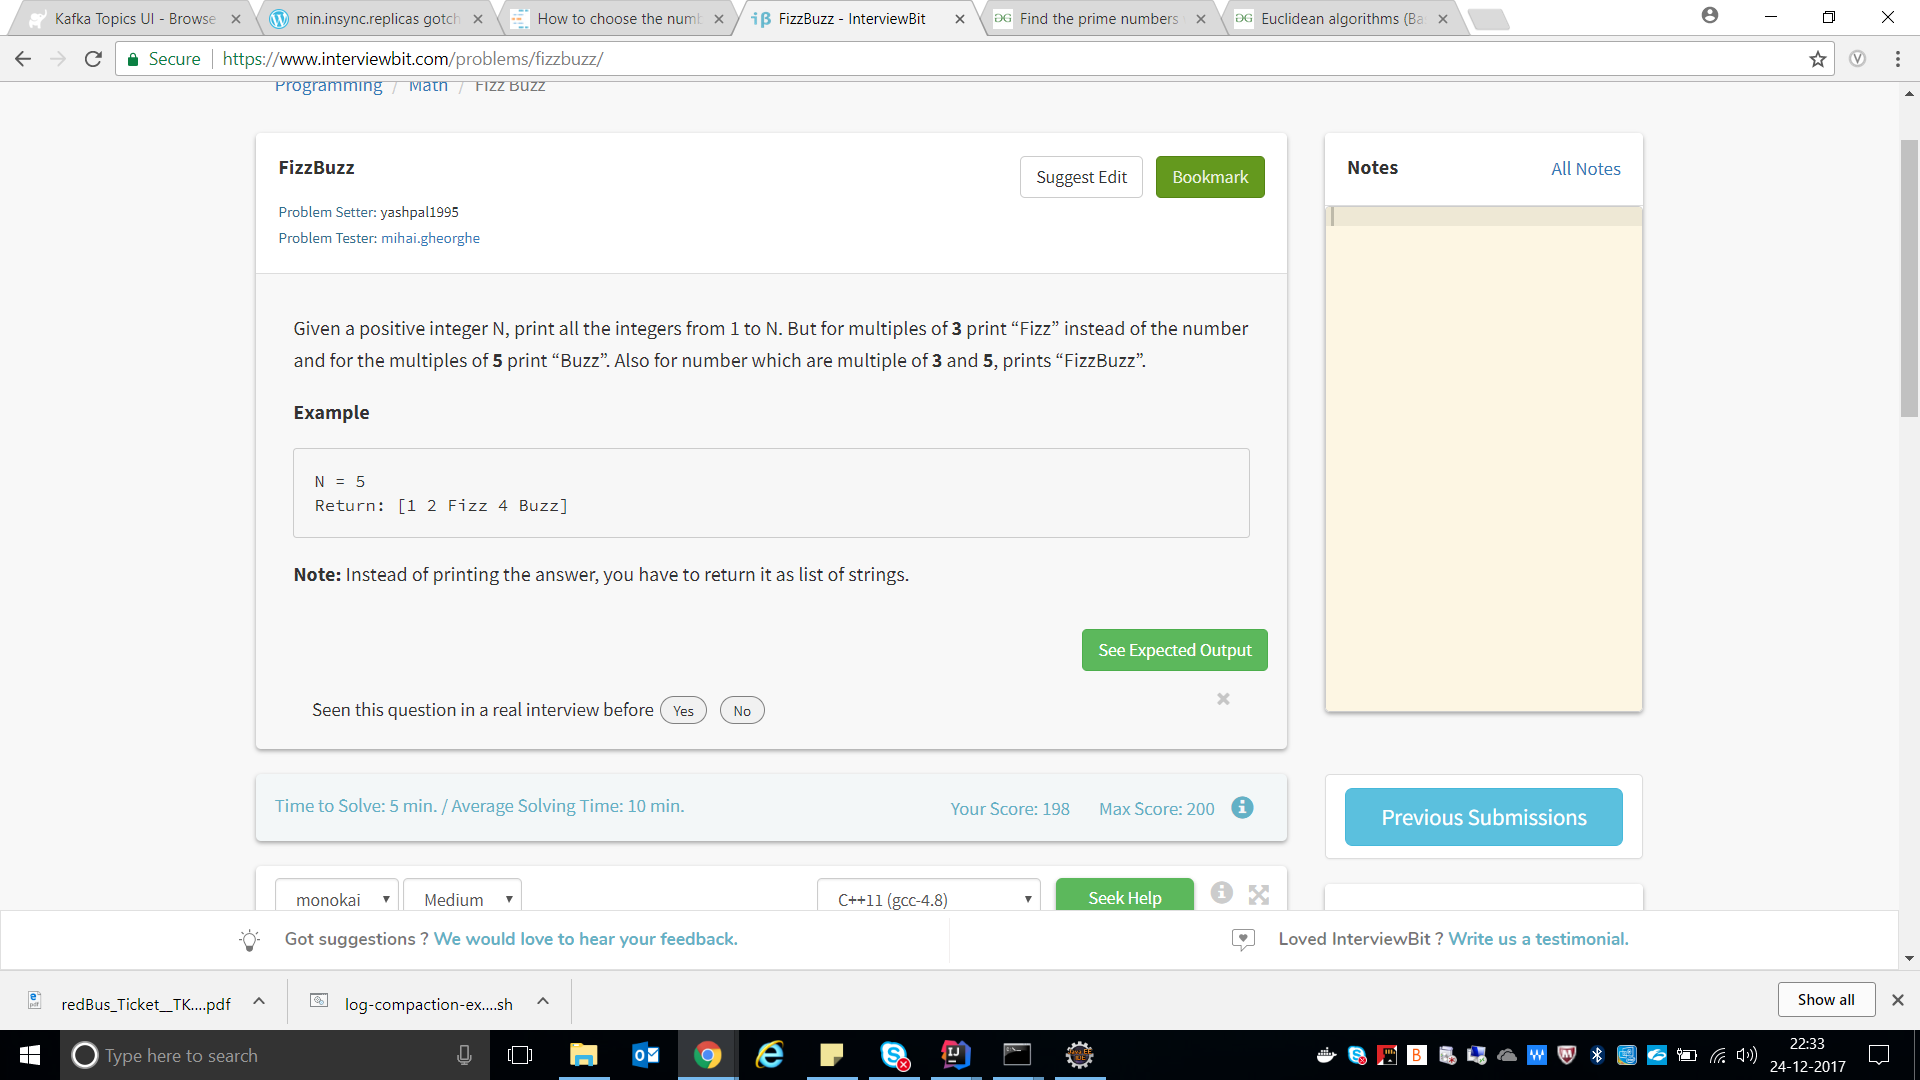 Kafka Topics UI - Browse
min.insync.replicas gotch
How to choose the numb
FizzBuzz - InterviewBit
Find the prime numbers
Euclidean algorithms (Ba
Secure
https://www.interviewbit.com/problems/fizzbuzz/
Programming / Math / Fizz Buzz
FizzBuzz
Suggest Edit
Bookmark
Problem Setter: yashpal1995
Problem Tester: mihai.gheorghe
Given a positive integer N, print all the integers from 1 to N. But for multiples of 3 print “Fizz” instead of the number
and for the multiples of 5 print “Buzz”. Also for number which are multiple of 3 and 5, prints “FizzBuzz”.
Example
N = 5
Return: [1 2 Fizz 4 Buzz]
Note: Instead of printing the answer, you have to return it as list of strings.
See Expected Output
Seen this question in a real interview before Yes No
Notes
All Notes
Time to Solve: 5 min. / Average Solving Time: 10 min.
Your Score: 198
Max Score: 200
Previous Submissions
monokai
Medium
C++11 (gcc-4.8)
Seek Help
Got suggestions ? We would love to hear your feedback.
Loved InterviewBit ? Write us a testimonial.
redBus_Ticket__TK....pdf
log-compaction-ex....sh
Show all
Type here to search
22:33
24-12-2017